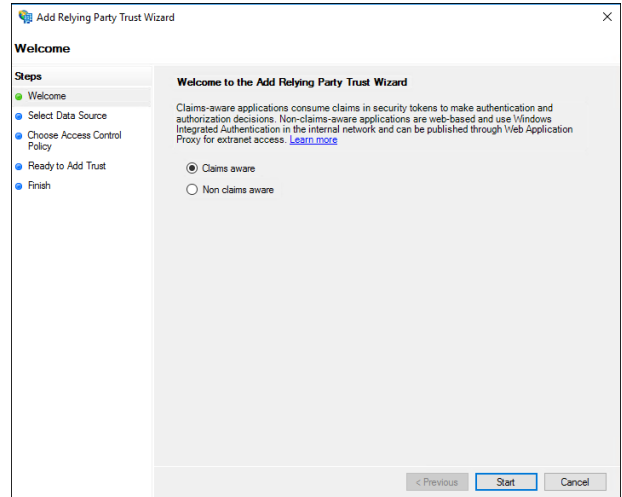 Add Relying Party Trust Wizard
Welcome
Steps
Welcome
Select Data Source
Choose Access Control
Policy
Ready to Add Trust
Finish
Welcome to the Add Relying Party Trust Wizard
Claims-aware applications consume claims in security tokens to make authentication and
authorization decisions. Non-claims-aware applications are web-based and use Windows
Integrated Authentication in the internal network and can be published through Web Application
Proxy for extranet access. Learn more
Claims aware
Non claims aware
< Previous
Start
Cancel